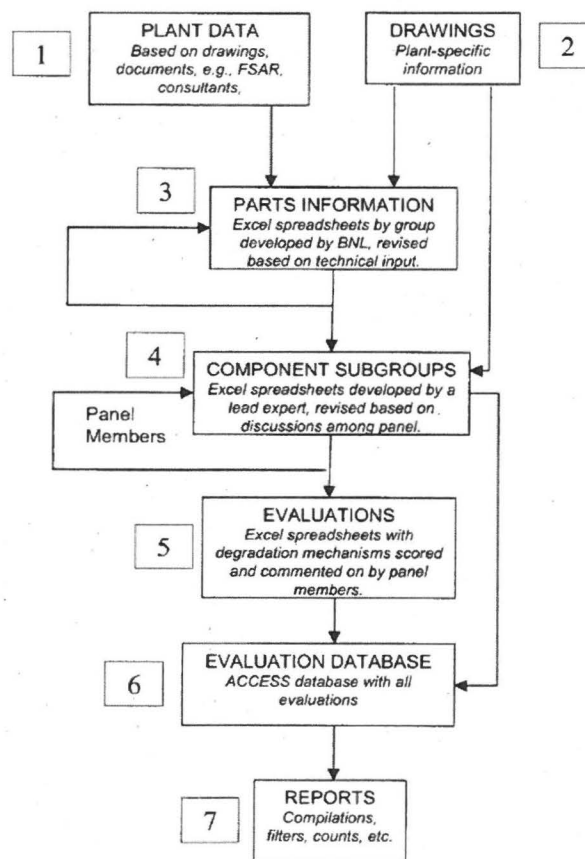 1
PLANT DATA
Based on drawings,
documents, e.g., FSAR,
consultants,
DRAWINGS
Plant-specific
information
2
3
PARTS INFORMATION
Excel spreadsheets by group
developed by BNL, revised
based on technical input.
4
COMPONENT SUBGROUPS
Excel spreadsheets developed by a
lead expert, revised based on
discussions among panel.
Panel
Members
5
EVALUATIONS
Excel spreadsheets with
degradation mechanisms scored
and commented on by panel
members.
6
EVALUATION DATABASE
ACCESS database with all
evaluations
7
REPORTS
Compilations,
filters, counts, etc.